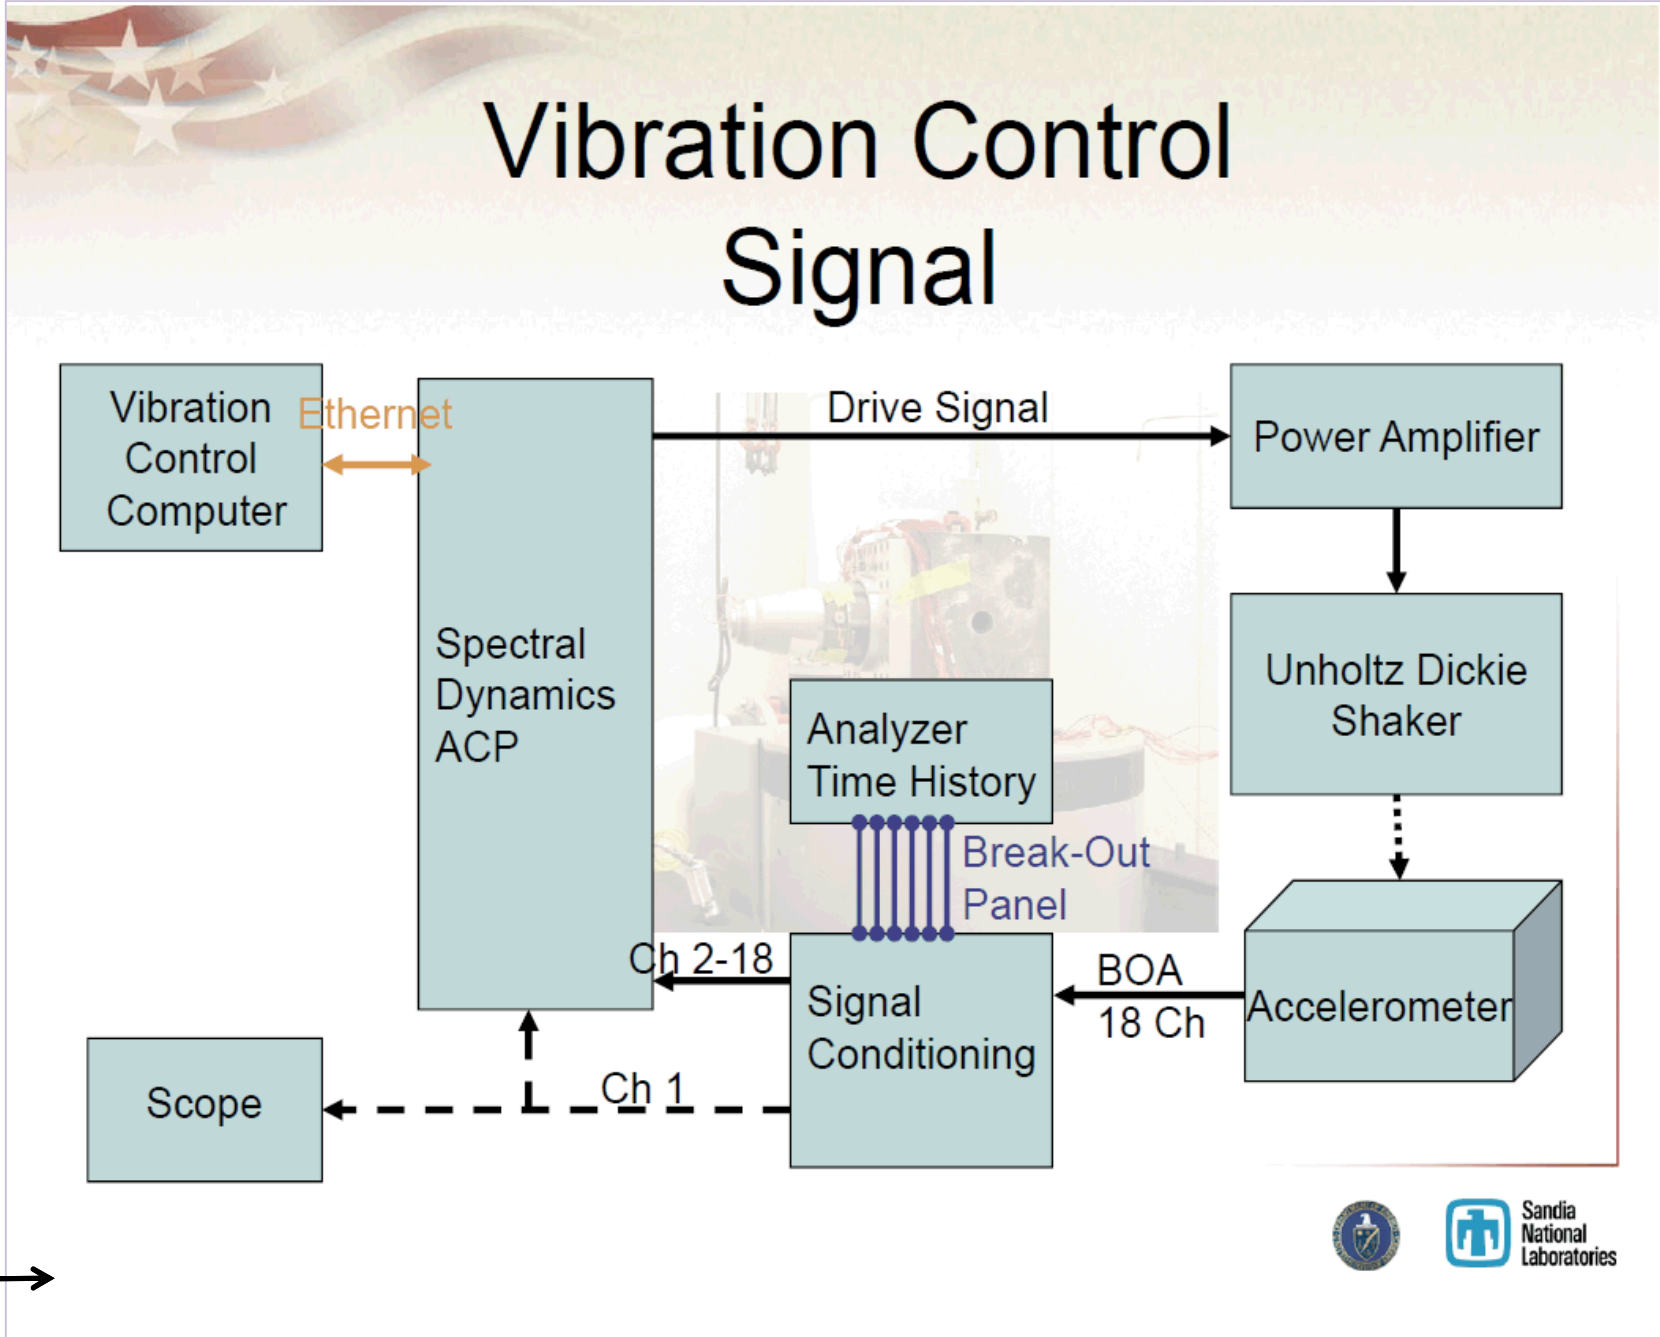 Vibration Control
Signal
Vibration
Control
Computer
Ethernet
Drive Signal
Power Amplifier
Spectral
Dynamics
ACP
Unholtz Dickie
Shaker
Analyzer
Time History
Break-Out
Panel
Ch 2-18
Signal
Conditioning
BOA
18 Ch
Accelerometer
Scope
Ch 1
Sandia
National
Laboratories